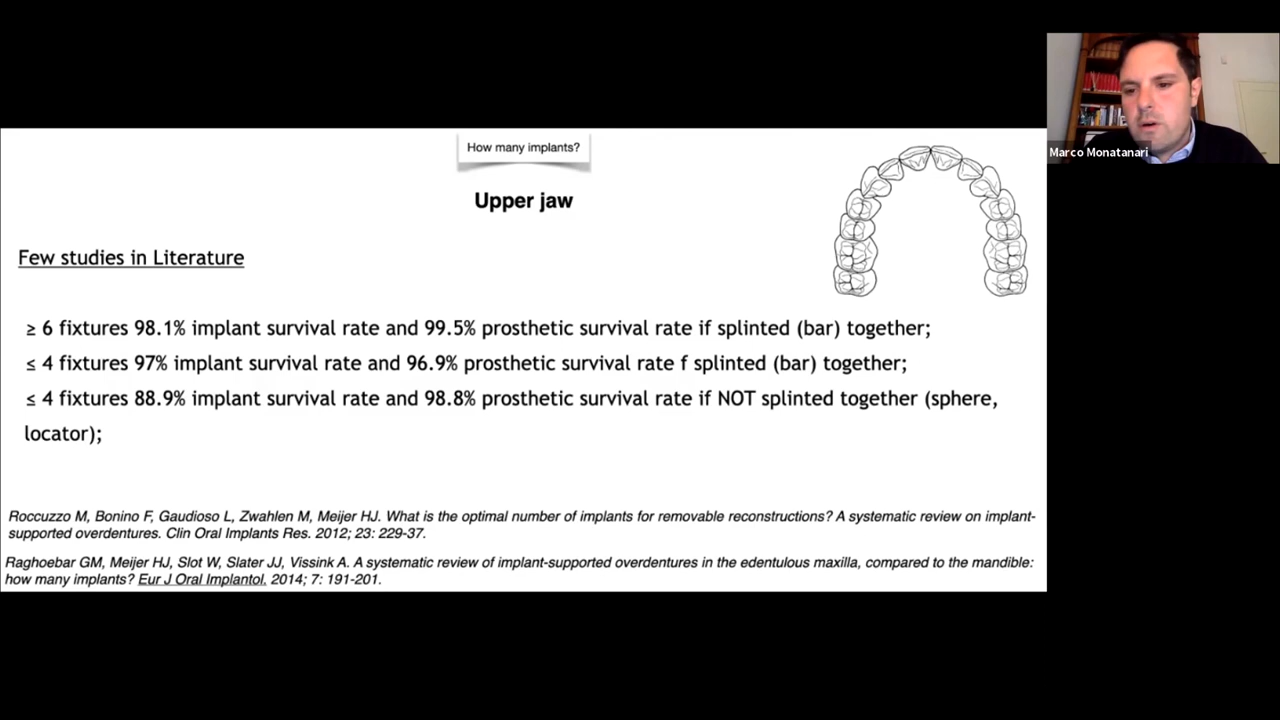 How many implants?
Upper jaw
Few studies in Literature
≥ 6 fixtures 98.1% implant survival rate and 99.5% prosthetic survival rate if splinted (bar) together;
≤ 4 fixtures 97% implant survival rate and 96.9% prosthetic survival rate f splinted (bar) together;
≤ 4 fixtures 88.9% implant survival rate and 98.8% prosthetic survival rate if NOT splinted together (sphere,
locator);
Roccuzzo M, Bonino F, Gaudioso L, Zwahlen M, Meijer HJ. What is the optimal number of implants for removable reconstructions? A systematic review on implant-
supported overdentures. Clin Oral Implants Res. 2012; 23: 229-37.
Raghoebar GM, Meijer HJ, Slot W, Slater JJ, Vissink A. A systematic review of implant-supported overdentures in the edentulous maxilla, compared to the mandible:
how many implants? Eur J Oral Implantol. 2014; 7: 191-201.
Marco Monatanari